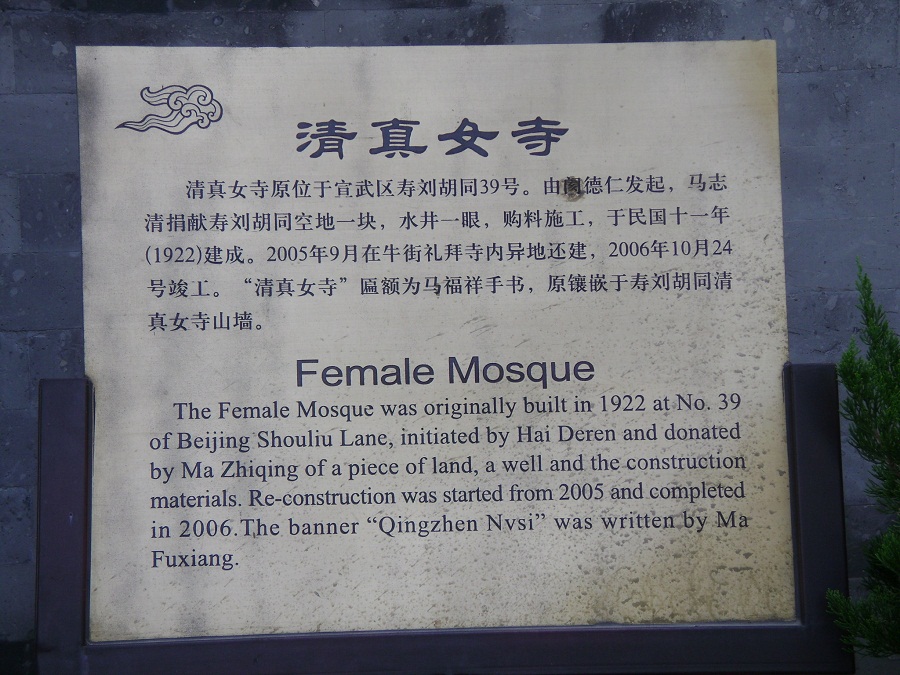 清真女寺
清真女寺原位于宣武区寿刘胡同39号。由德仁发起，马志
清捐献寿刘胡同空地一块，水井一眼，购料施工，于民国十一年
(1922)建成。2005年9月在牛街礼拜寺内异地还建，2006年10月24
号竣工。“清真女寺”匾额为马福祥手书，原镶嵌于寿刘胡同清
真女寺山墙。
Female Mosque
The Female Mosque was originally built in 1922 at No. 39
of Beijing Shouliu Lane, initiated by Hai Deren and donated
by Ma Zhiqing of a piece of land, a well and the construction
materials. Re-construction was started from 2005 and completed
in 2006.The banner “Qingzhen Nvsi” was written by Ma
Fuxiang.